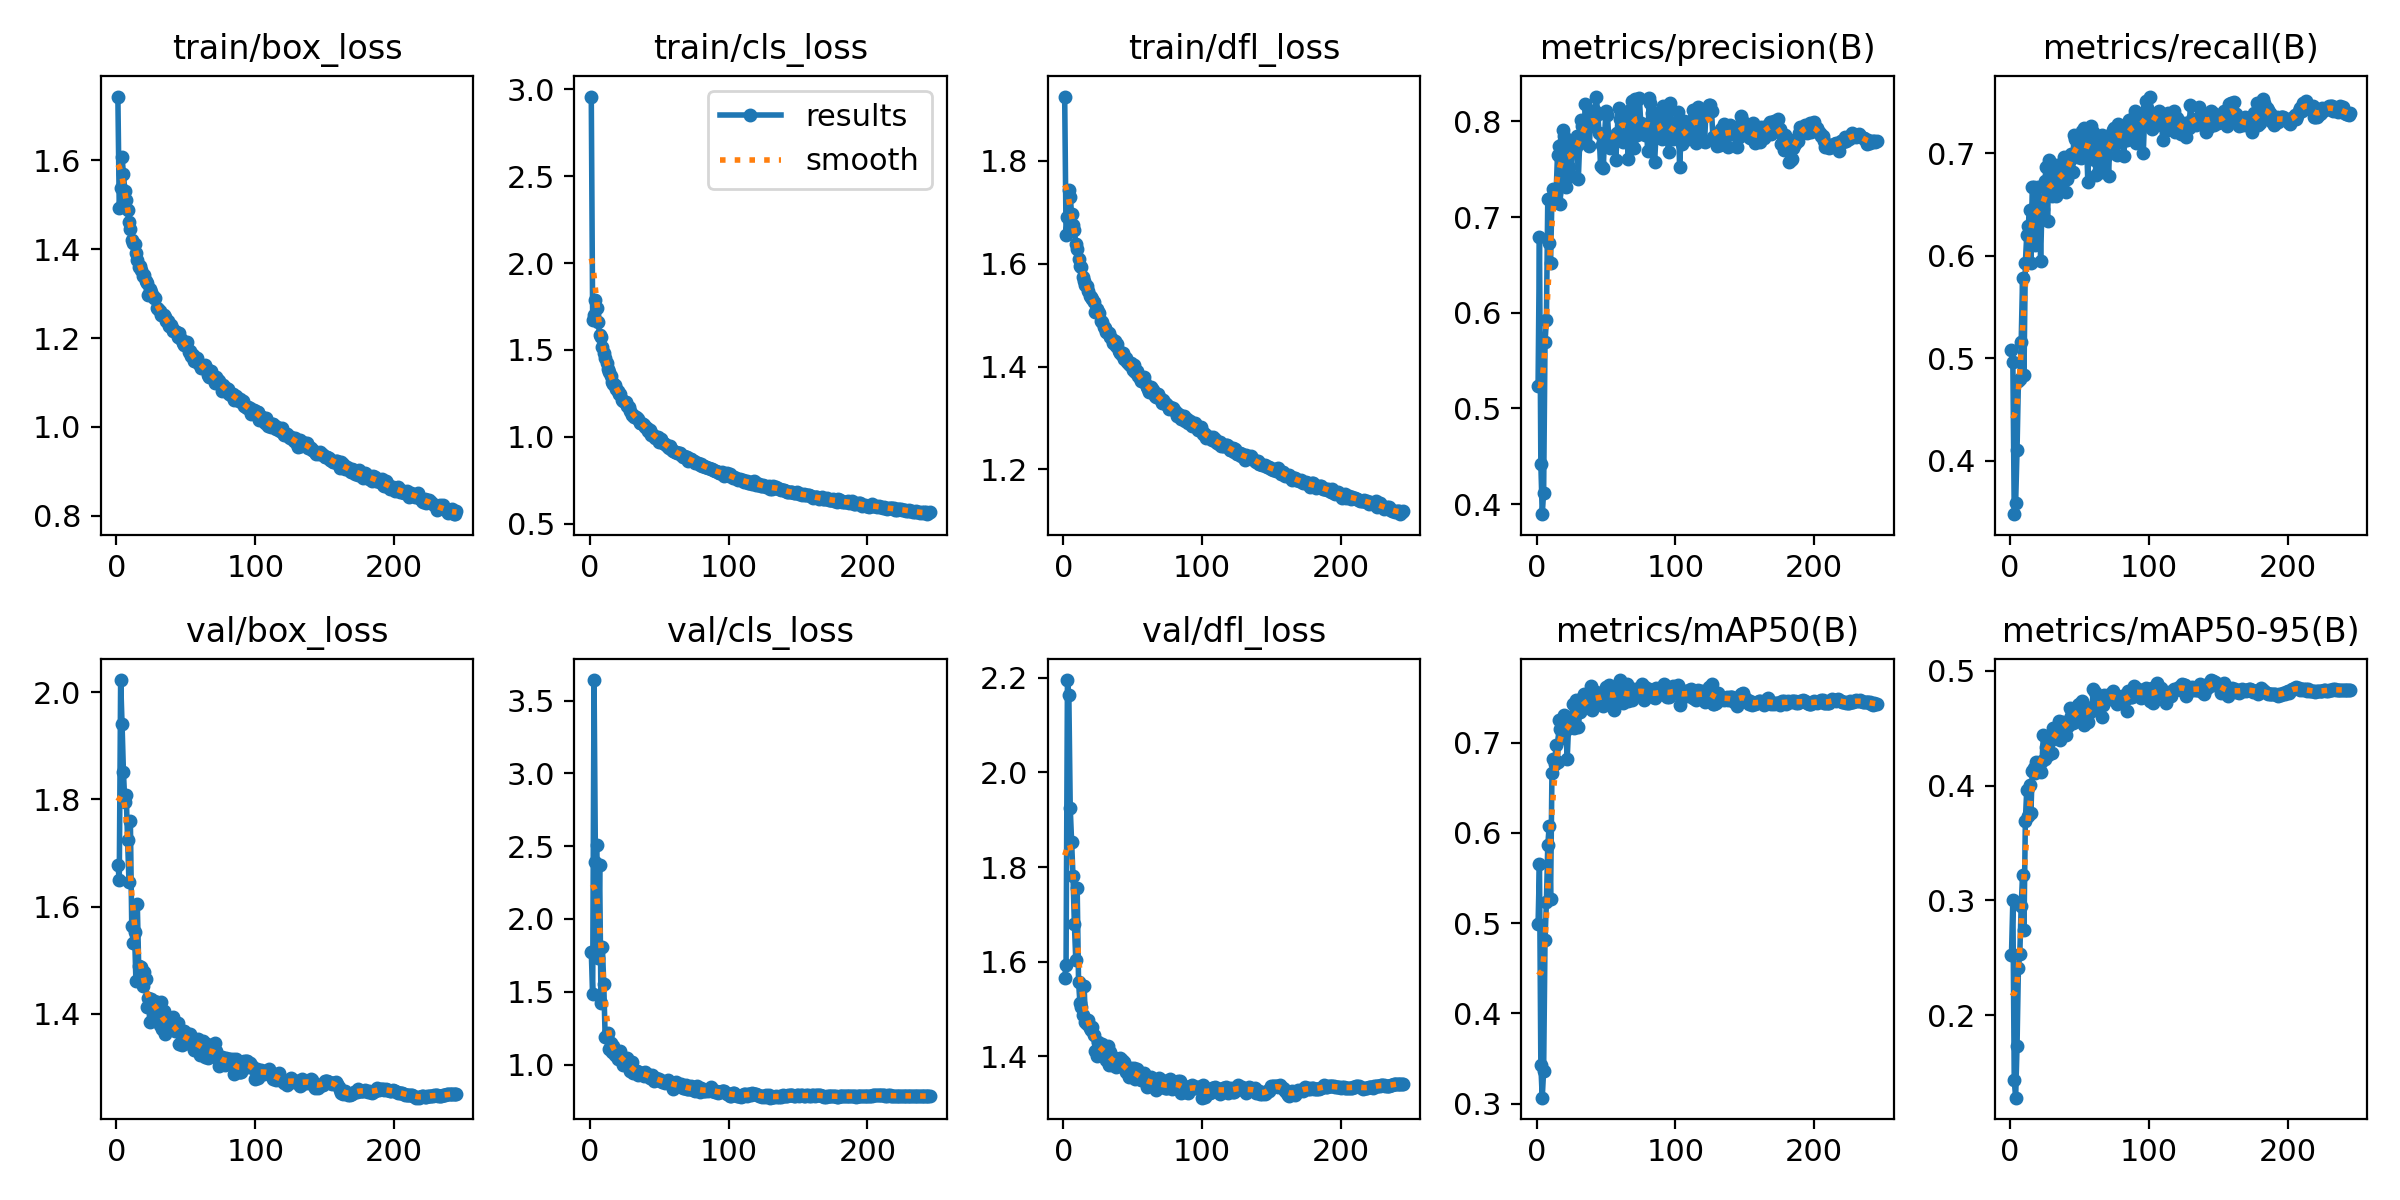 train/box_loss
1.6
1.4
1.2
1.0
0.8
0 100 200
train/cls_loss
3.0
2.5
2.0
1.5
1.0
0.5
results
smooth
0 100 200
train/dfl_loss
1.8
1.6
1.4
1.2
0 100 200
metrics/precision(B)
0.8
0.7
0.6
0.5
0.4
0 100 200
metrics/recall(B)
0.7
0.6
0.5
0.4
0 100 200
val/box_loss
2.0
1.8
1.6
1.4
0 100 200
val/cls_loss
3.5
3.0
2.5
2.0
1.5
1.0
0 100 200
val/dfl_loss
2.2
2.0
1.8
1.6
1.4
0 100 200
metrics/mAP50(B)
0.7
0.6
0.5
0.4
0.3
0 100 200
metrics/mAP50-95(B)
0.5
0.4
0.3
0.2
0 100 200